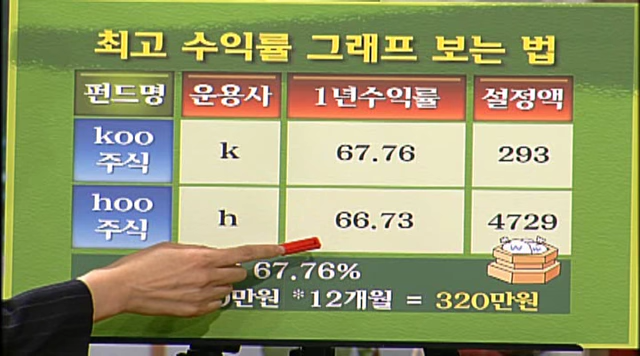 최고 수익률 그래프 보는 법
펀드명 운용사 1년수익률 설정액
koo 주식 k 67.76 293
hoo 주식 h 66.73 4729
67.76%
만원 *12개월 = 320만원